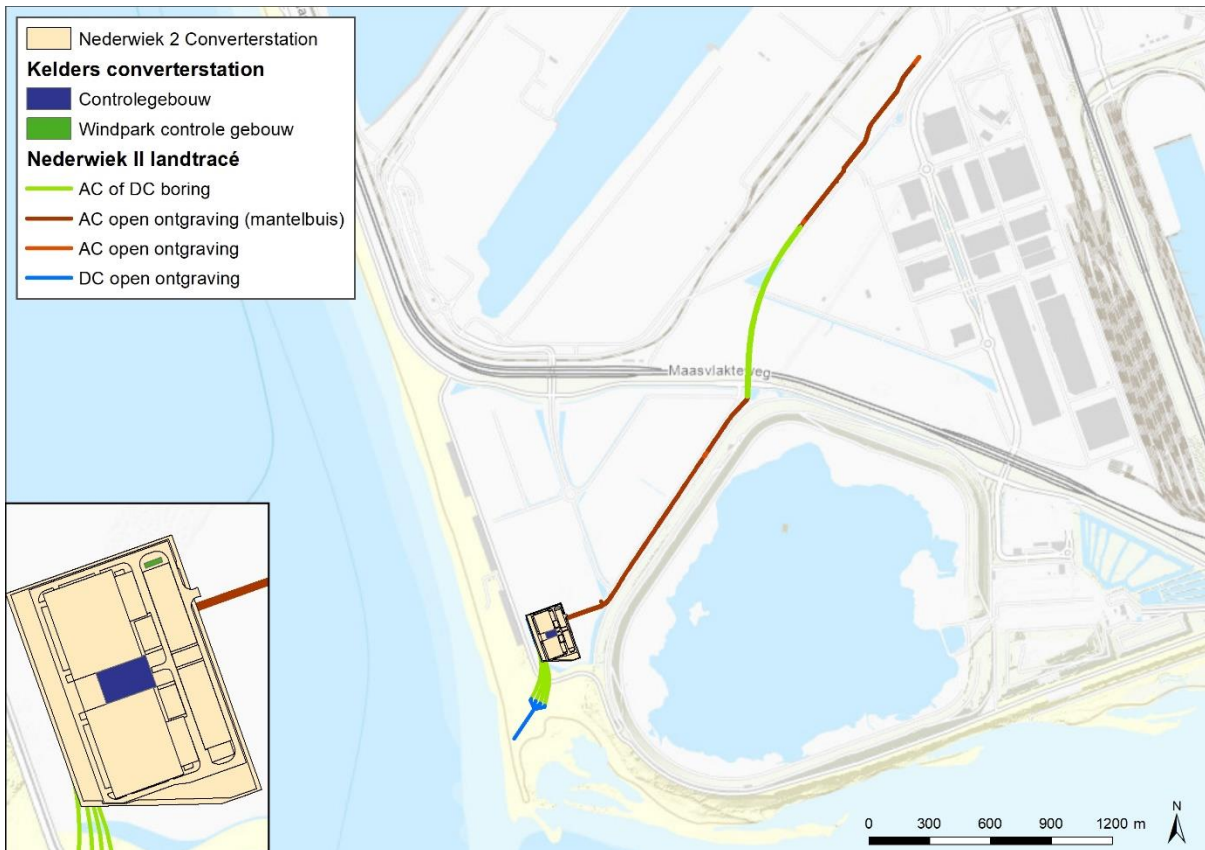 Nederwiek 2 Converterstation
Kelders converterstation
Controlegebouw
Windpark controle gebouw
Nederwiek II landtracé
AC of DC boring
AC open ontgraving (mantelbuis)
AC open ontgraving
DC open ontgraving
Maasvlakteweg
N
0 300 600 900 1200 m